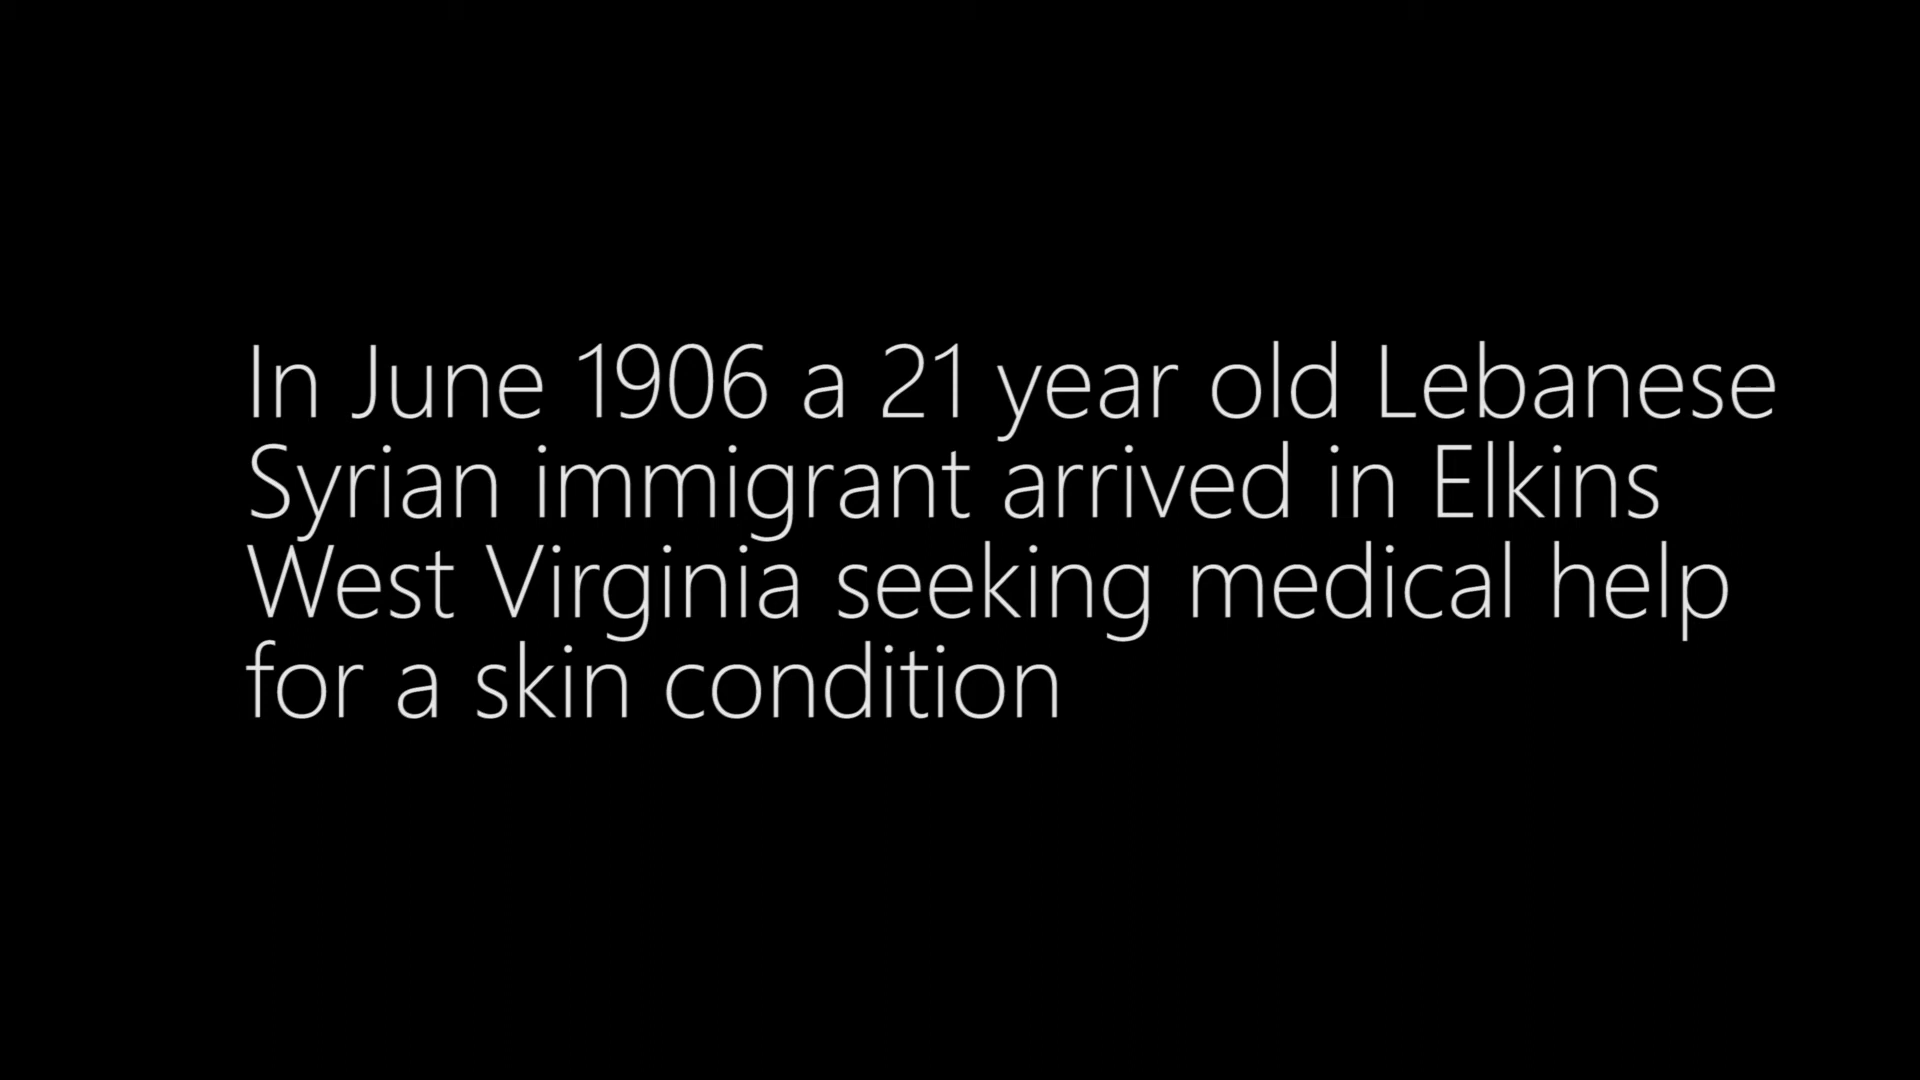 In June 1906 a 21 year old Lebanese
Syrian immigrant arrived in Elkins
West Virginia seeking medical help
for a skin condition